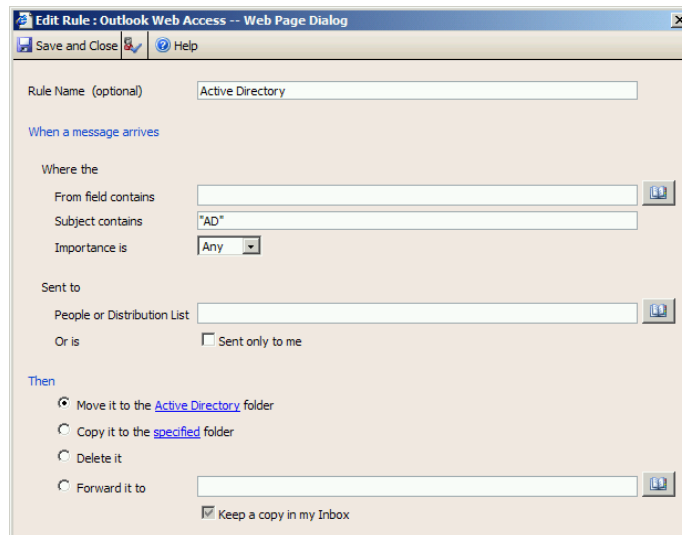 Edit Rule : Outlook Web Access -- Web Page Dialog
Save and Close Help
Rule Name (optional) Active Directory
When a message arrives
Where the
From field contains
Subject contains "AD"
Importance is Any
Sent to
People or Distribution List
Or is Sent only to me
Then
Move it to the Active Directory folder
Copy it to the specified folder
Delete it
Forward it to
Keep a copy in my Inbox